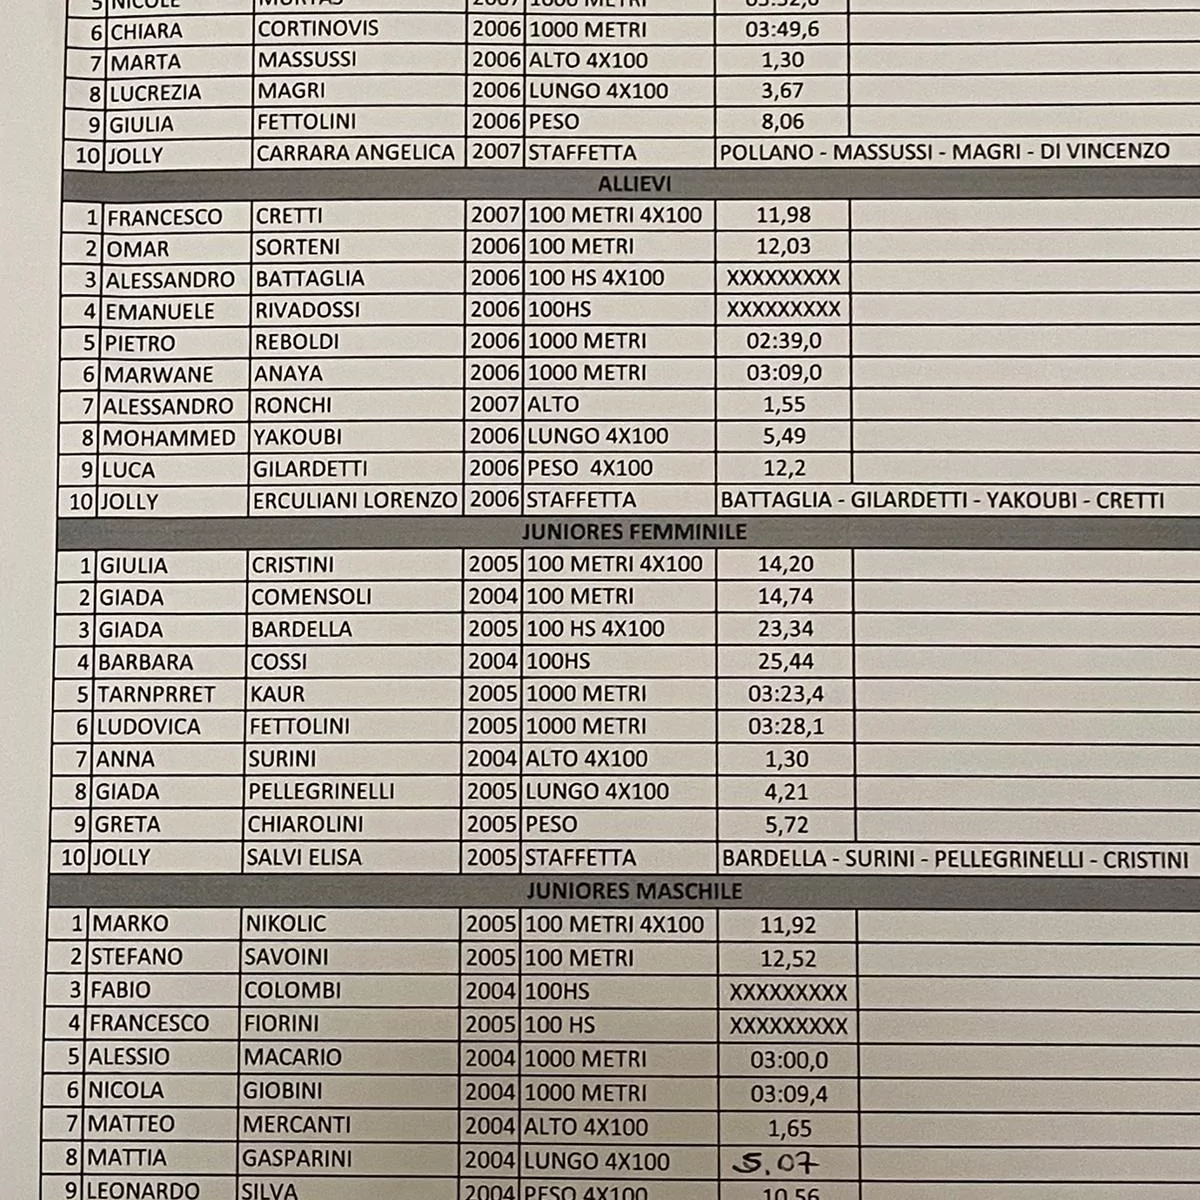 5 NICOLE MURTAS 2007 1000 METRI
6 CHIARA CORTINOVIS 2006 1000 METRI 03:49,6
7 MARTA MASSUSSI 2006 ALTO 4X100 1,30
8 LUCREZIA MAGRI 2006 LUNGO 4X100 3,67
9 GIULIA FETTOLINI 2006 PESO 8,06
10 JOLLY CARRARA ANGELICA 2007 STAFFETTA POLLANO - MASSUSSI - MAGRI - DI VINCENZO
ALLIEVI
1 FRANCESCO CRETTI 2007 100 METRI 4X100 11,98
2 OMAR SORTENI 2006 100 METRI 12,03
3 ALESSANDRO BATTAGLIA 2006 100 HS 4X100 XXXXXXXXX
4 EMANUELE RIVADOSSI 2006 100HS XXXXXXXXX
5 PIETRO REBOLDI 2006 1000 METRI 02:39,0
6 MARWANE ANAYA 2006 1000 METRI 03:09,0
7 ALESSANDRO RONCHI 2007 ALTO 1,55
8 MOHAMMED YAKOUBI 2006 LUNGO 4X100 5,49
9 LUCA GILARDETTI 2006 PESO 4X100 12,2
10 JOLLY ERCULIANI LORENZO 2006 STAFFETTA BATTAGLIA - GILARDETTI - YAKOUBI - CRETTI
JUNIORES FEMMINILE
1 GIULIA CRISTINI 2005 100 METRI 4X100 14,20
2 GIADA COMENSOLI 2004 100 METRI 14,74
3 GIADA BARDELLA 2005 100 HS 4X100 23,34
4 BARBARA COSSI 2004 100HS 25,44
5 TARNPRRET KAUR 2005 1000 METRI 03:23,4
6 LUDOVICA FETTOLINI 2005 1000 METRI 03:28,1
7 ANNA SURINI 2004 ALTO 4X100 1,30
8 GIADA PELLEGRINELLI 2005 LUNGO 4X100 4,21
9 GRETA CHIAROLINI 2005 PESO 5,72
10 JOLLY SALVI ELISA 2005 STAFFETTA BARDELLA - SURINI - PELLEGRINELLI - CRISTINI
JUNIORES MASCHILE
1 MARKO NIKOLIC 2005 100 METRI 4X100 11,92
2 STEFANO SAVOINI 2005 100 METRI 12,52
3 FABIO COLOMBI 2004 100HS XXXXXXXXX
4 FRANCESCO FIORINI 2005 100 HS XXXXXXXXX
5 ALESSIO MACARIO 2004 1000 METRI 03:00,0
6 NICOLA GIOBINI 2004 1000 METRI 03:09,4
7 MATTEO MERCANTI 2004 ALTO 4X100 1,65
8 MATTIA GASPARINI 2004 LUNGO 4X100 5.07
9 LEONARDO SILVA 2004 PESO 4X100 10,56